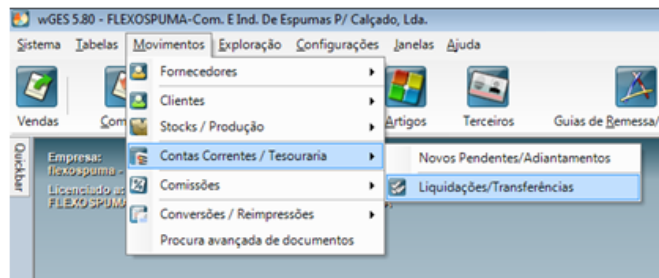 wGES 5.80 - FLEXOSPUMA-Com. E Ind. De Espumas P/ Calçado, Lda.
Sistema Tabelas Movimentos Exploração Configurações Janelas Ajuda
Fornecedores
Clientes
Stocks / Produção
Contas Correntes / Tesouraria
Comissões
Conversões / Reimpressões
Procura avançada de documentos
Novos Pendentes/Adiantamentos
Liquidações/Transferências
Vendas Com Artigos Terceiros Guias de Remessa/
Quickbar
Empresa:
flexospuma -
Licenciado a:
FLEXOSPUMA